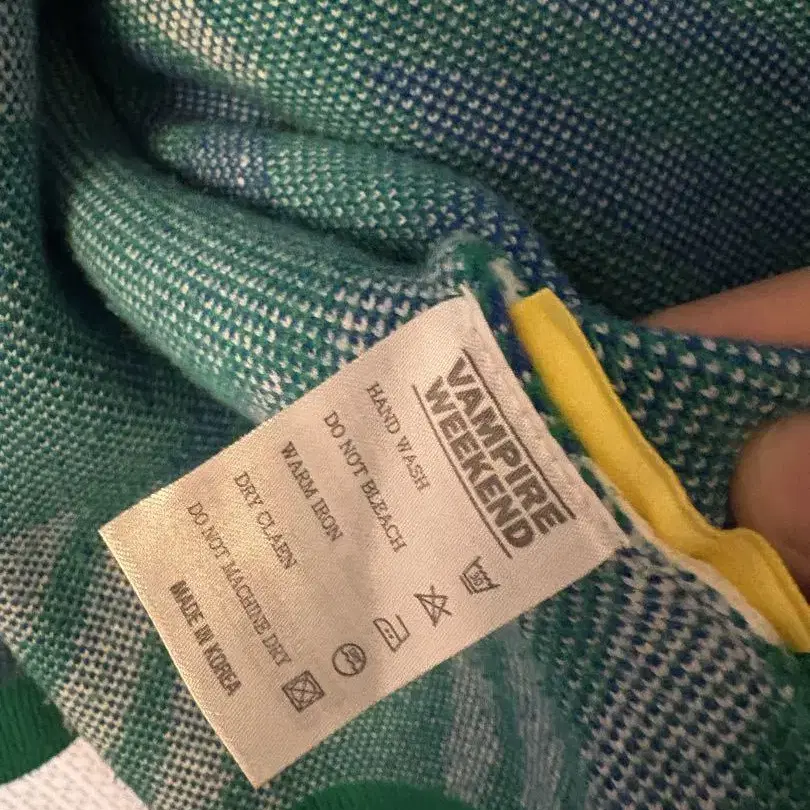 VAMPIRE
WEEKEND
HAND WASH
DO NOT BLEACH
WARM IRON
DRY CLAEN
DO NOT MACHINE DRY
MADE IN KOREA